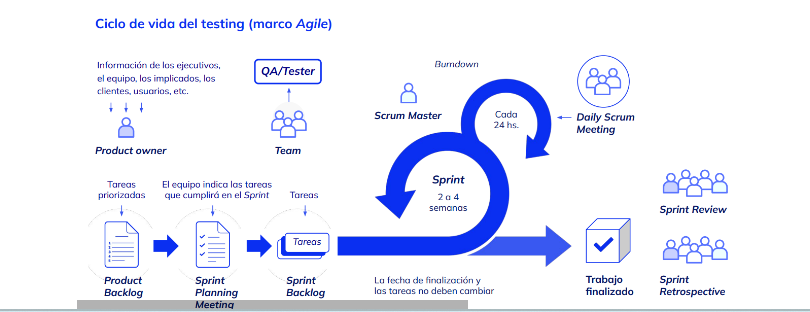 Ciclo de vida del testing (marco Agile)
Información de los ejecutivos,
el equipo, los implicados, los
clientes, usuarios, etc.
Product owner
QA/Tester
Team
Burndown
Scrum Master
Cada
24 hs.
Daily Scrum
Meeting
Sprint
2 a 4
semanas
Tareas
priorizadas
El equipo indica las tareas
que cumplirá en el Sprint
Tareas
Tareas
Product
Backlog
Sprint
Planning
Meeting
Sprint
Backlog
La fecha de finalización y
las tareas no deben cambiar
Trabajo
finalizado
Sprint Review
Sprint
Retrospective